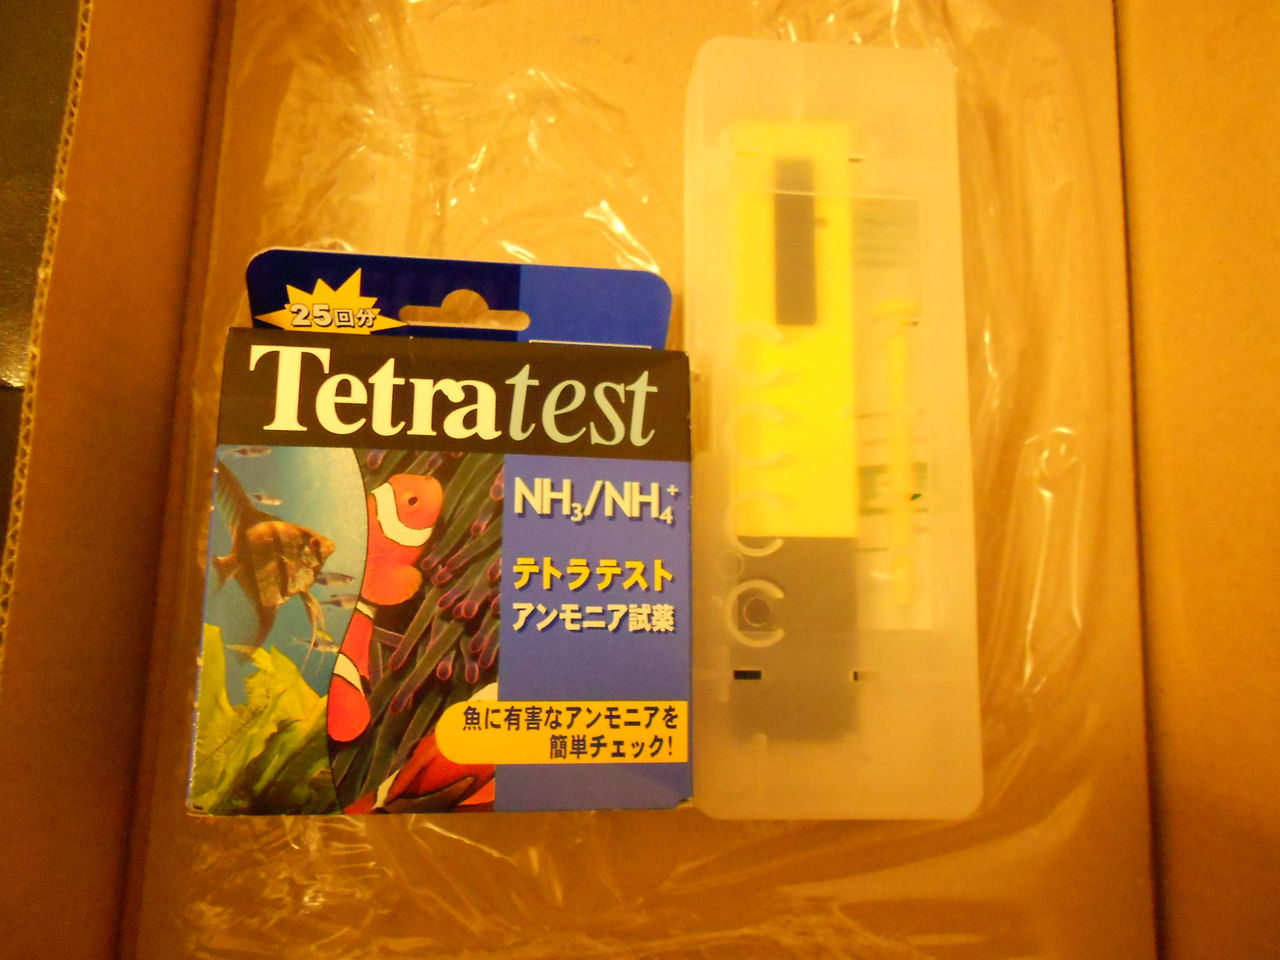 25回分
Tetratest
NH₃/NH₄⁺
テトラテスト
アンモニア試薬
魚に有害なアンモニアを
簡単チェック!